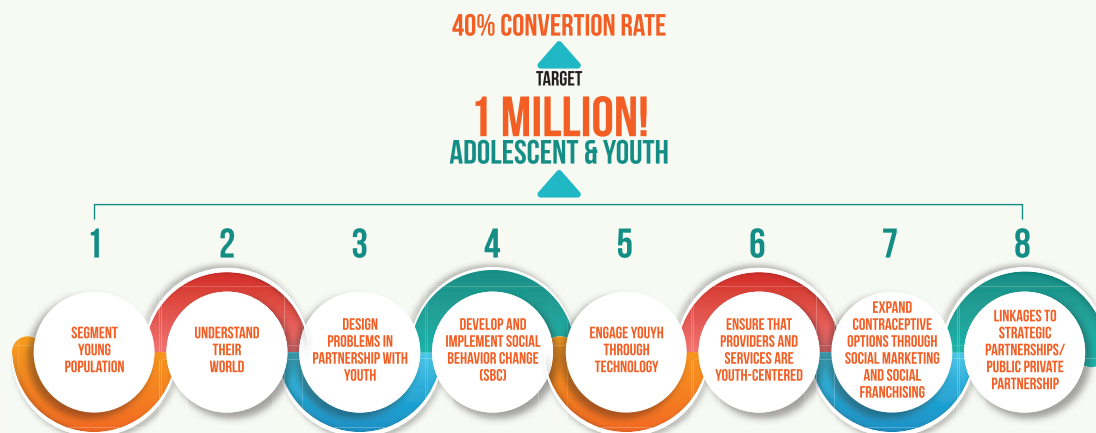 40% CONVERTION RATE
TARGET
1 MILLION!
ADOLESCENT & YOUTH
1
SEGMENT
YOUNG
POPULATION
2
UNDERSTAND
THEIR
WORLD
3
DESIGN
PROBLEMS IN
PARTNERSHIP WITH
YOUTH
4
DEVELOP AND
IMPLEMENT SOCIAL
BEHAVIOR CHANGE
(SBC)
5
ENGAGE YOUYH
THROUGH
TECHNOLOGY
6
ENSURE THAT
PROVIDERS AND
SERVICES ARE
YOUTH-CENTERED
7
EXPAND
CONTRACEPTIVE
OPTIONS THROUGH
SOCIAL MARKETING
AND SOCIAL
FRANCHISING
8
LINKAGES TO
STRATEGIC
PARTNERSHIPS/
PUBLIC PRIVATE
PARTNERSHIP